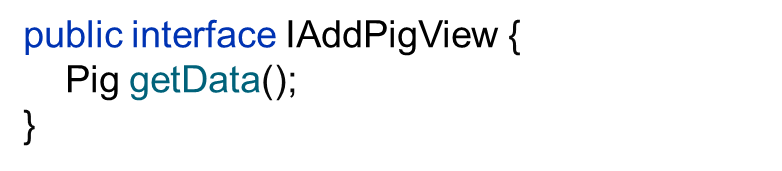 public interface IAddPigView {
    Pig getData();
}